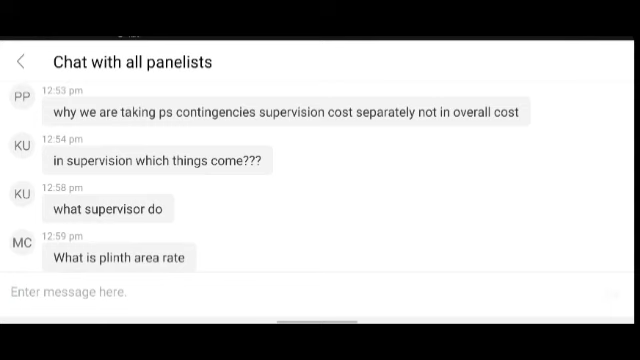 Chat with all panelists
PP
12:53 pm
why we are taking ps contingencies supervision cost separately not in overall cost
KU
12:54 pm
in supervision which things come???
KU
12:58 pm
what supervisor do
MC
12:59 pm
What is plinth area rate
Enter message here.